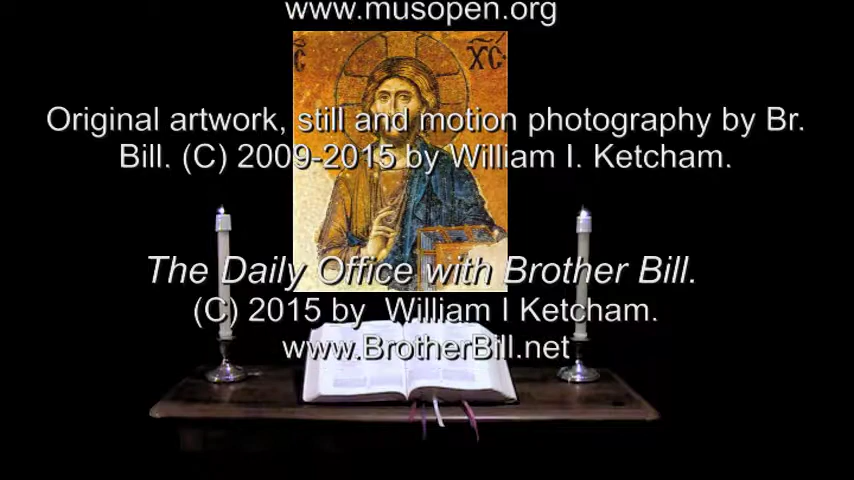 www.musopen.org
Original artwork, still and motion photography by Br.
Bill. (C) 2009-2015 by William I. Ketcham.
The Daily Office with Brother Bill.
(C) 2015 by William I Ketcham.
www.BrotherBill.net